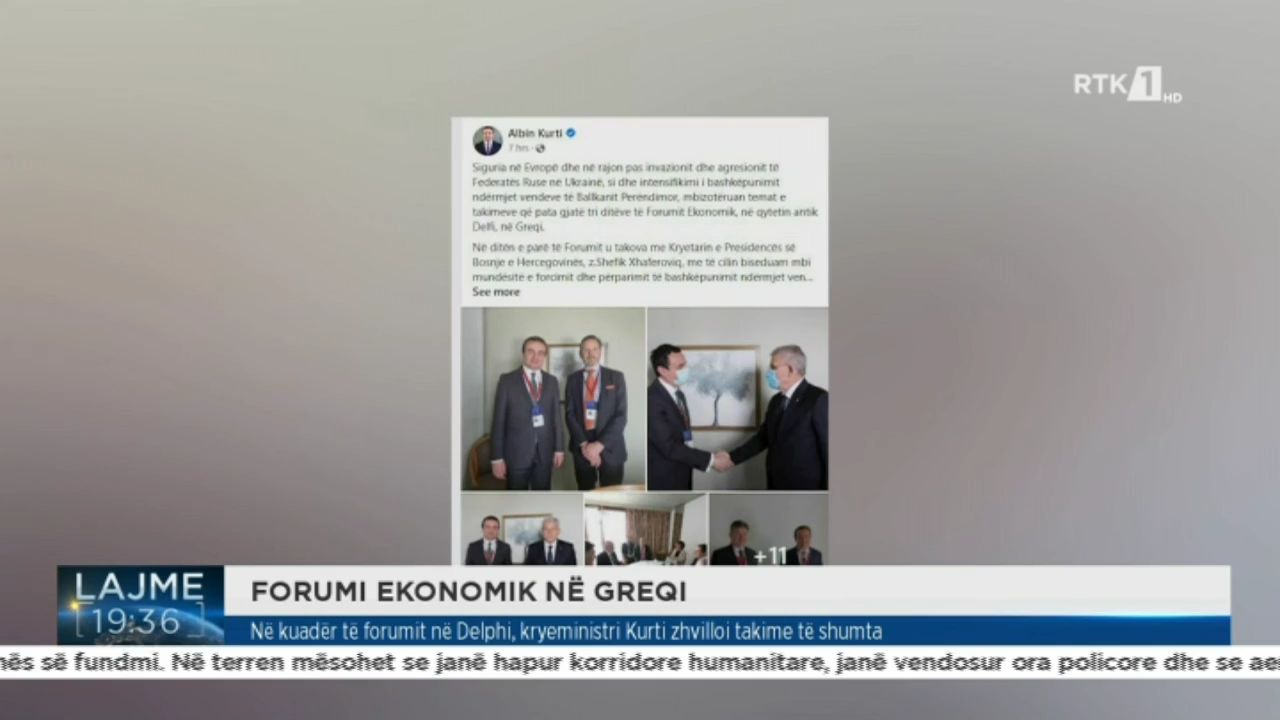 RTK 1 HD
Albin Kurti
7 hrs ·
Siguria në Evropë dhe në rajon pas invazionit dhe agresionit të
Federatës Ruse në Ukrainë, si dhe intensifikimi i bashkëpunimit
ndërmjet vendeve të Ballkanit Perëndimor, mbizotëruan temat e
takimeve që pata gjatë tri ditëve të Forumit Ekonomik, në qytetin antik
Delfi, në Greqi.
Në ditën e parë të Forumit u takova me Kryetarin e Presidencës së
Bosnje e Hercegovinës, z.Shefik Xhaferoviq, me të cilin biseduam mbi
mundësitë e forcimit dhe përparimit të bashkëpunimit ndërmjet ven...
See more
+11
LAJME
19:36
FORUMI EKONOMIK NË GREQI
Në kuadër të forumit në Delphi, kryeministri Kurti zhvilloi takime të shumta
nës së fundmi. Në terren mësohet se janë hapur korridore humanitare, janë vendosur ora policore dhe se aer